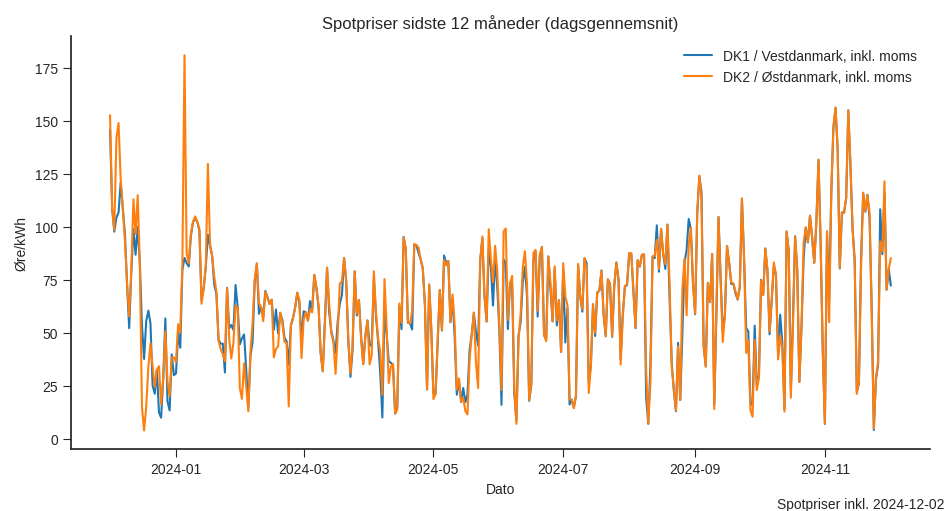 Spotpriser sidste 12 måneder (dagsgennemsnit)
DK1 / Vestdanmark, inkl. moms
DK2 / Østdanmark, inkl. moms
Øre/kWh
175
150
125
100
75
50
25
0
2024-01
2024-03
2024-05
2024-07
2024-09
2024-11
Dato
Spotpriser inkl. 2024-12-02